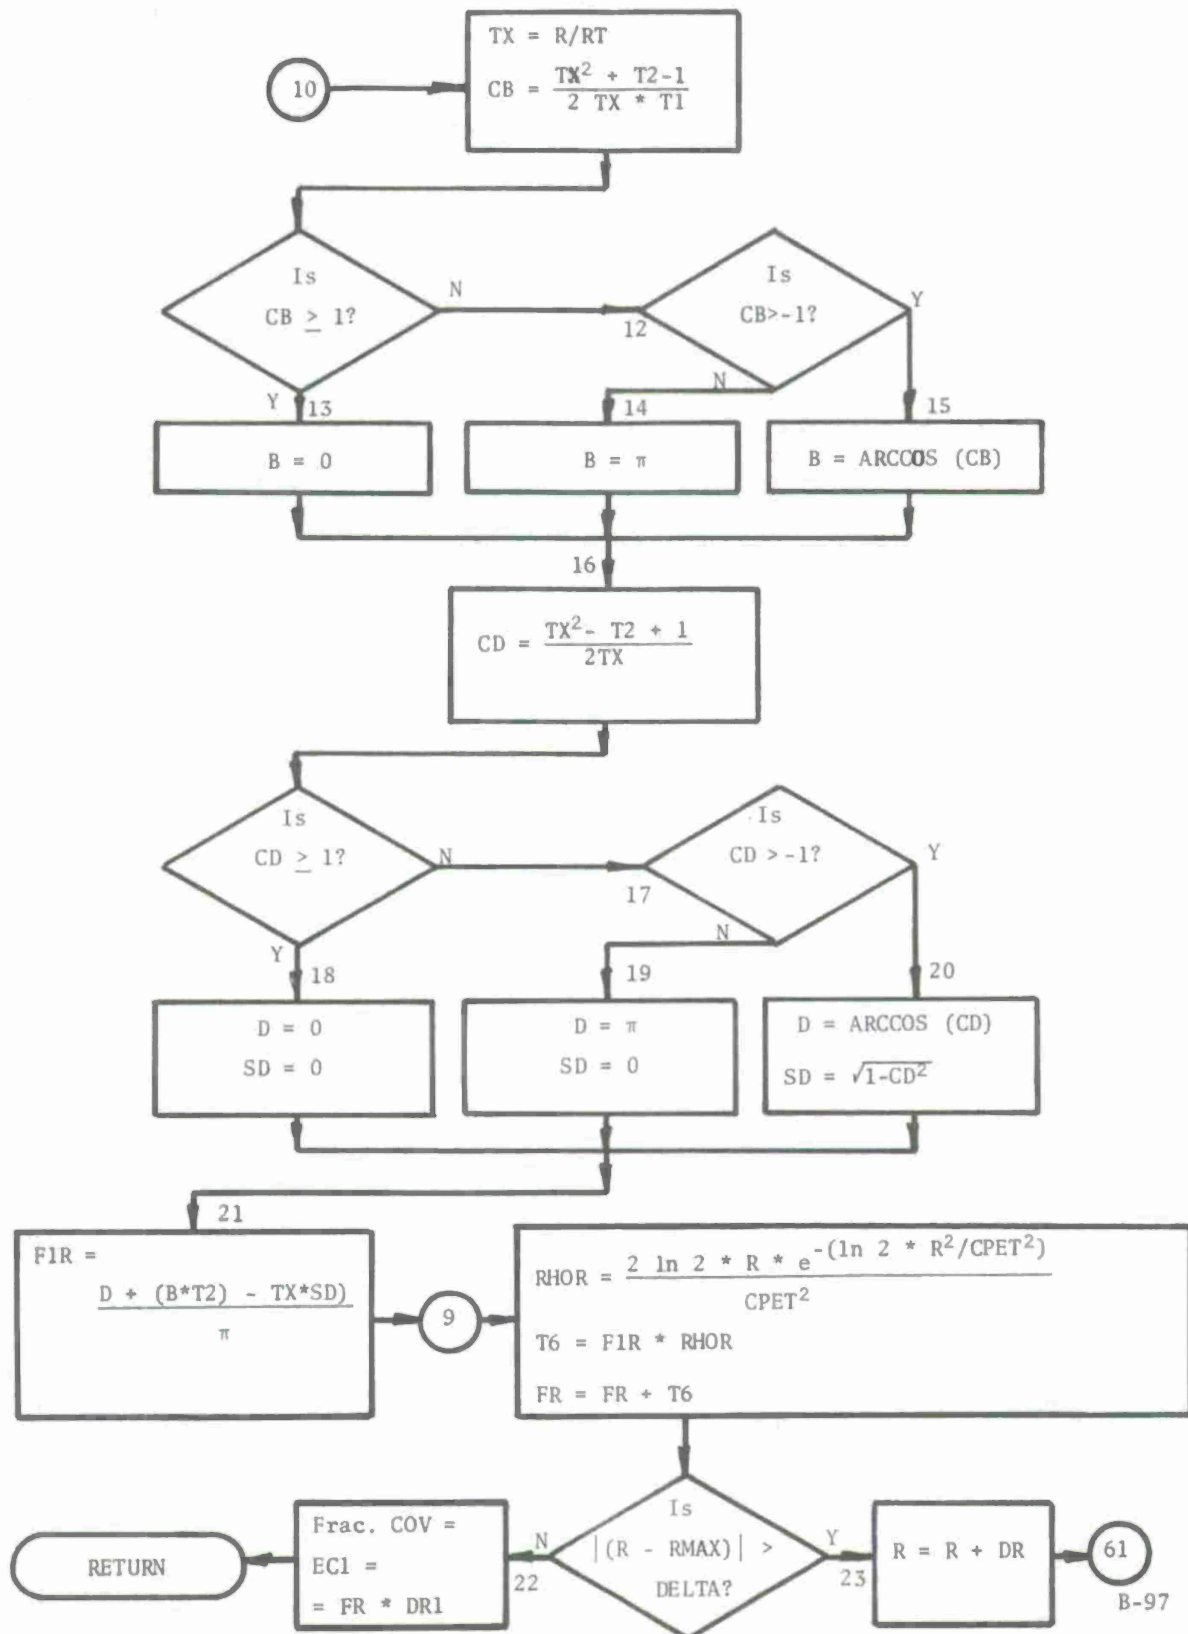 TX = R/RT
10
CB = TX² + T2-1 / 2 TX * T1
Is
CB ≥ 1?
N
12
Is
CB>-1?
Y
N
Y 13
14
15
B = 0
B = π
B = ARCCOS (CB)
16
CD = TX² - T2 + 1 / 2TX
Is
CD ≥ 1?
N
17
Is
CD >-1?
Y
N
Y
18
19
20
D = 0
SD = 0
D = π
SD = 0
D = ARCCOS (CD)
SD = √1-CD²
21
F1R =
D + (B*T2) - TX*SD)
π
9
RHOR = 2 ln 2 * R * e^-(ln 2 * R²/CPET²) / CPET²
T6 = F1R * RHOR
FR = FR + T6
Is
|(R - RMAX)| >
DELTA?
N
22
Y
23
Frac. COV =
EC1 =
= FR * DR1
RETURN
R = R + DR
61
B-97